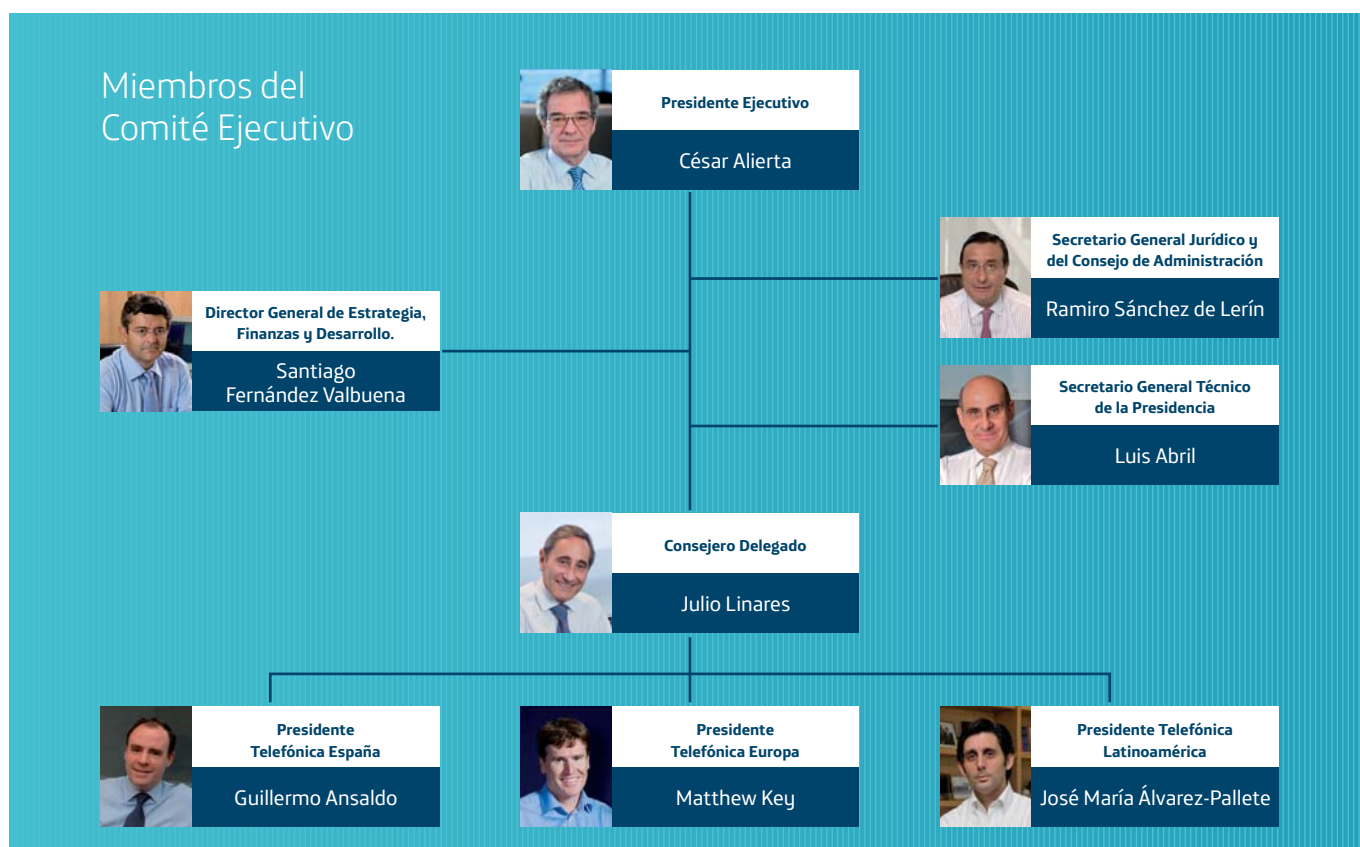 Miembros del
Comité Ejecutivo
Presidente Ejecutivo
César Alierta
Secretario General Jurídico y
del Consejo de Administración
Ramiro Sánchez de Lerín
Director General de Estrategia,
Finanzas y Desarrollo.
Santiago
Fernández Valbuena
Secretario General Técnico
de la Presidencia
Luis Abril
Consejero Delegado
Julio Linares
Presidente
Telefónica España
Guillermo Ansaldo
Presidente
Telefónica Europa
Matthew Key
Presidente Telefónica
Latinoamérica
José María Álvarez-Pallete